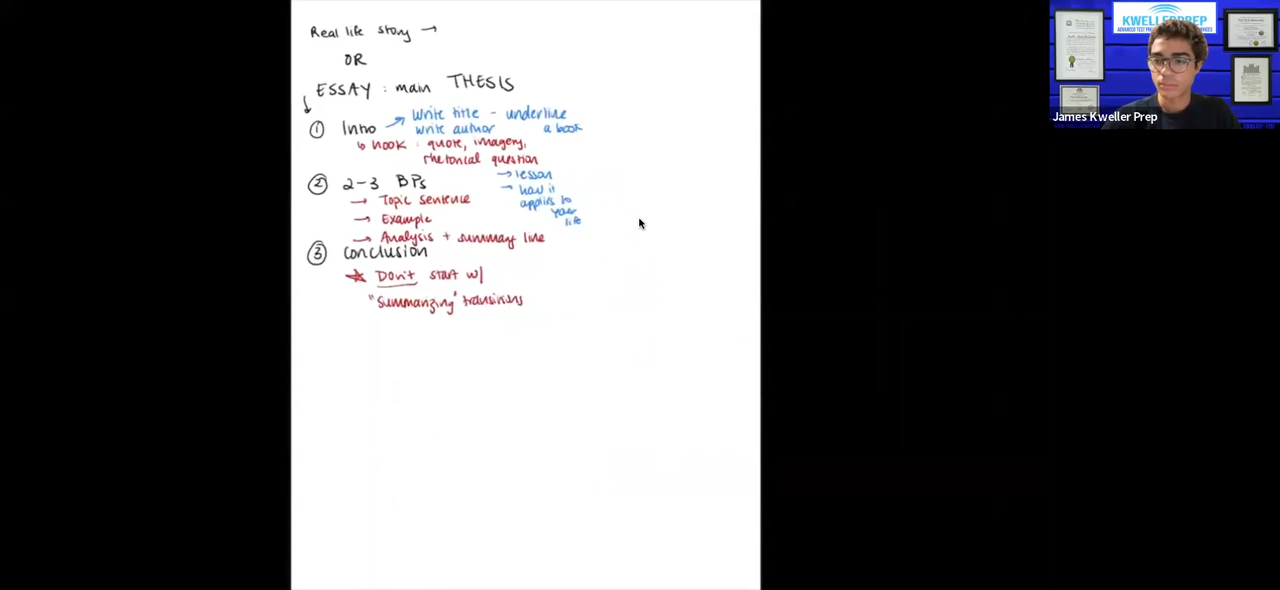 Real life story →
OR
ESSAY : main THESIS
① Intro
Write title - underline
write author a book
↳ hook : quote, imagery,
rhetorical question
② 2-3 BPs
→ Topic sentence
→ Example
→ Analysis + summary line
→ lesson
→ how it
applies to
your
life
③ Conclusion
★ Don't start w/
"summarizing" transitions
KWELLERPREP
James Kweller Prep